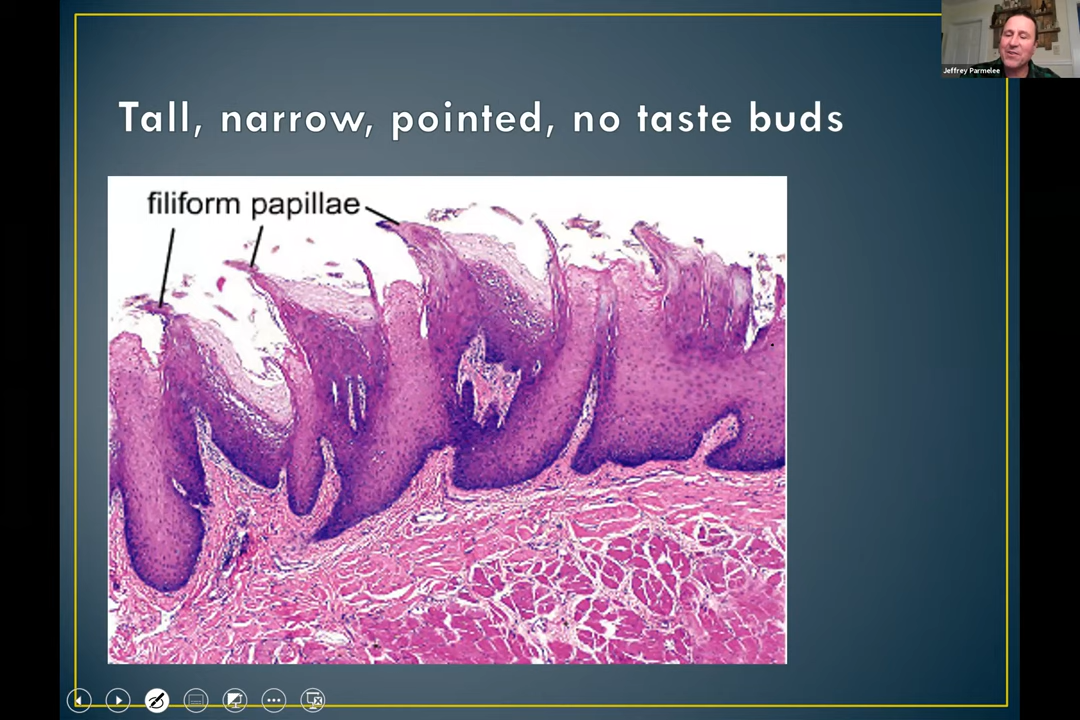 Jeffrey Parmelee
Tall, narrow, pointed, no taste buds
filiform papillae